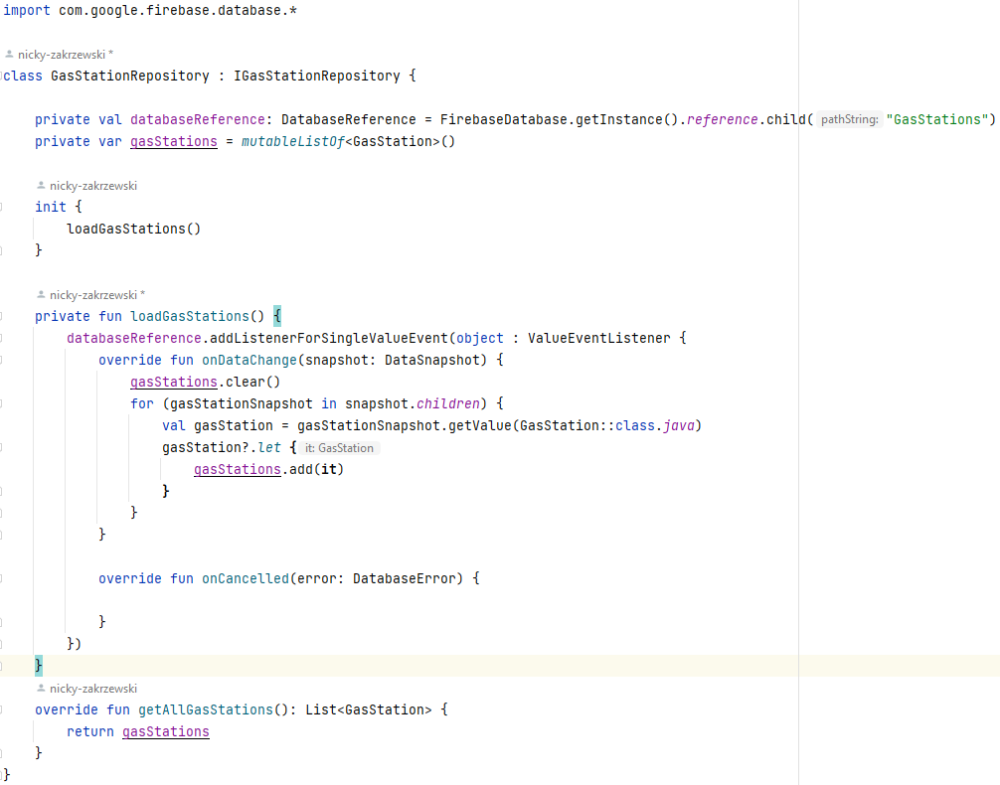 import com.google.firebase.database.*
nicky-zakrzewski *
class GasStationRepository : IGasStationRepository {
private val databaseReference: DatabaseReference = FirebaseDatabase.getInstance().reference.child( pathString: "GasStations")
private var gasStations = mutableListOf<GasStation>()
nicky-zakrzewski
init {
loadGasStations()
}
nicky-zakrzewski *
private fun loadGasStations() {
databaseReference.addListenerForSingleValueEvent(object : ValueEventListener {
override fun onDataChange(snapshot: DataSnapshot) {
gasStations.clear()
for (gasStationSnapshot in snapshot.children) {
val gasStation = gasStationSnapshot.getValue(GasStation::class.java)
gasStation?.let { it: GasStation
gasStations.add(it)
}
}
}
override fun onCancelled(error: DatabaseError) {
}
})
}
nicky-zakrzewski
override fun getAllGasStations(): List<GasStation> {
return gasStations
}
}